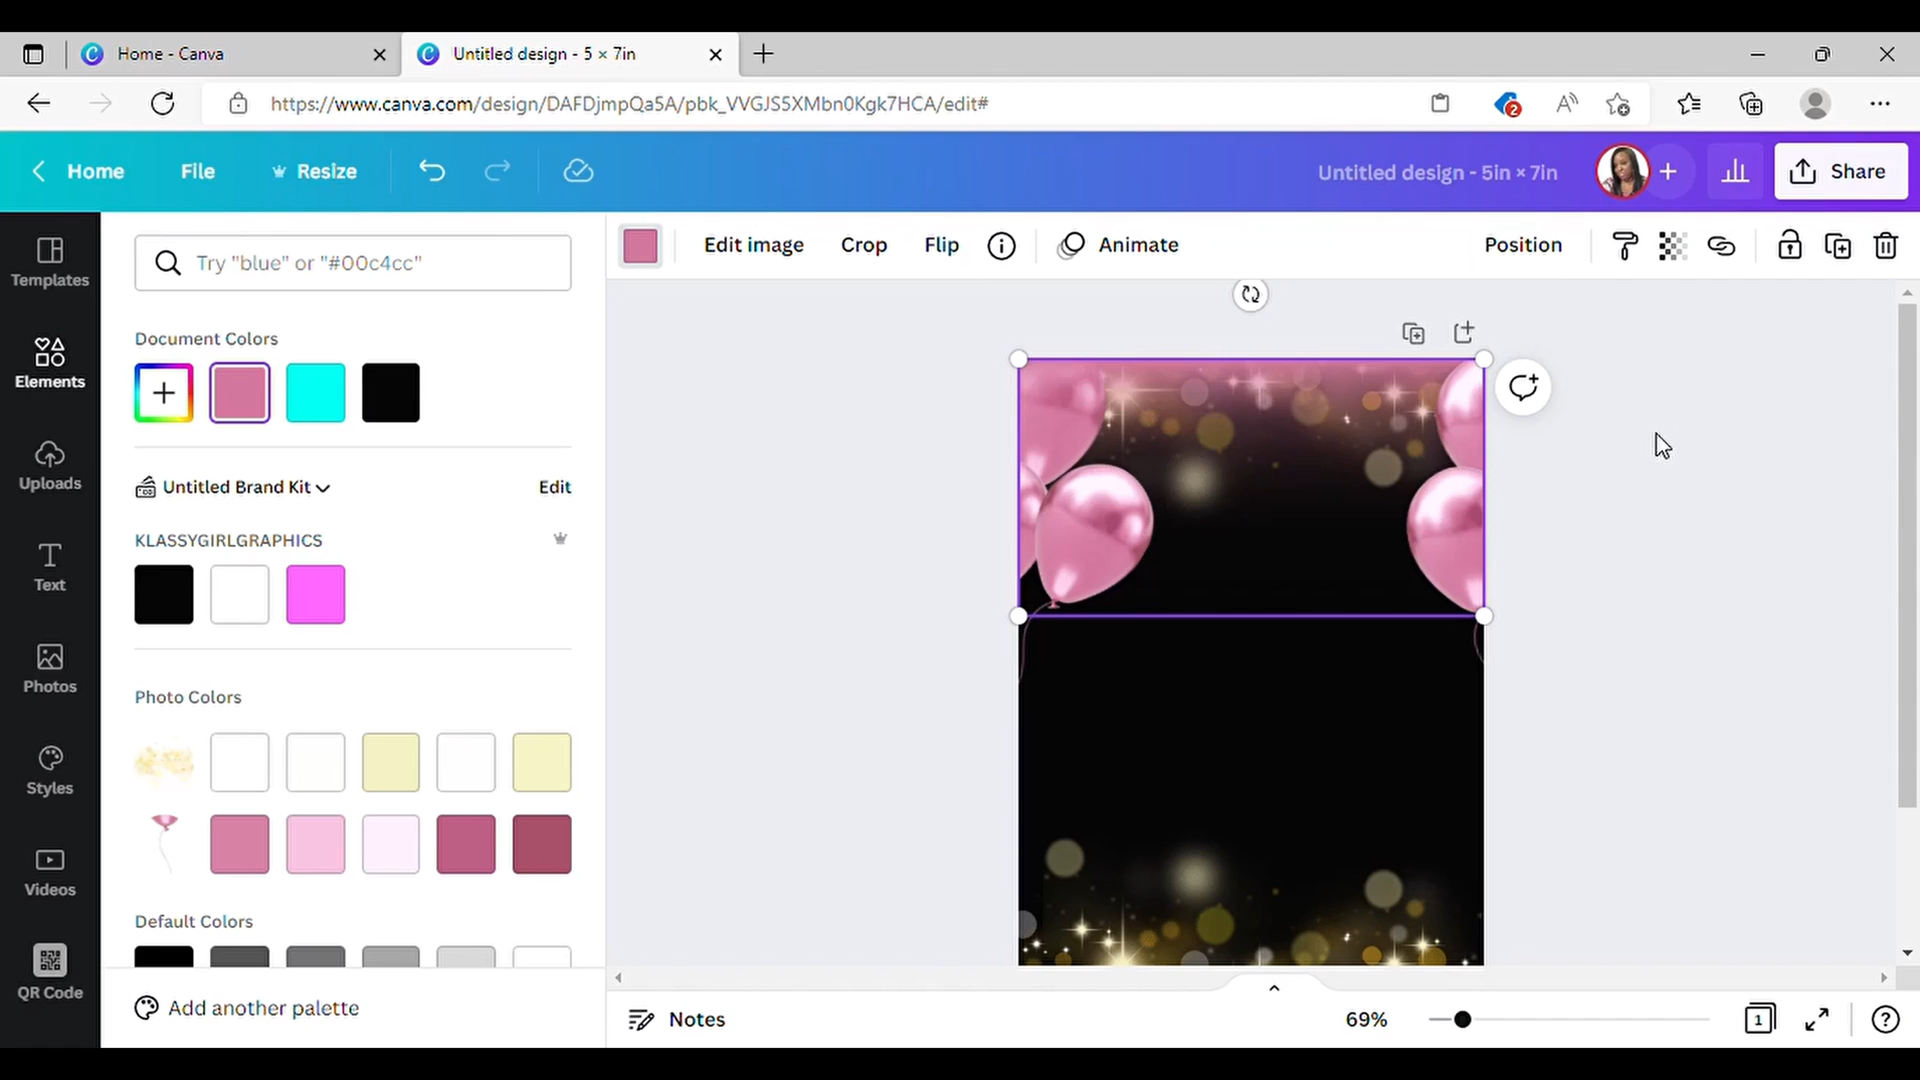 Home - Canva
Untitled design - 5 × 7in
https://www.canva.com/design/DAFDjmpQa5A/pbk_VVGJS5XMbn0Kgk7HCA/edit#
2
Home
File
Resize
Untitled design - 5in × 7in
Share
Templates
Elements
Uploads
Text
Photos
Styles
Videos
QR Code
Try "blue" or "#00c4cc"
Document Colors
Untitled Brand Kit
Edit
KLASSYGIRLGRAPHICS
Photo Colors
Default Colors
Add another palette
Edit image
Crop
Flip
Animate
Position
Notes
69%
1